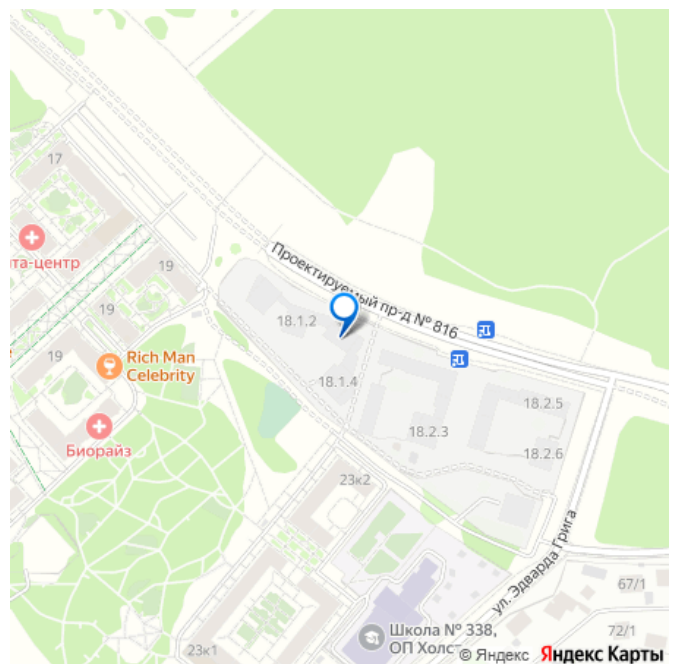 17
та-центр
19
19
19
Rich Man
Celebrity
Биорайз
Проектируемый пр-д № 816
18.1.2
18.1.4
18.2.3
18.2.5
18.2.6
23к2
23к1
ул. Эдварда Грига
67/1
72/1
Школа № 338,
ОП Холс
© Яндекс Яндекс Карты